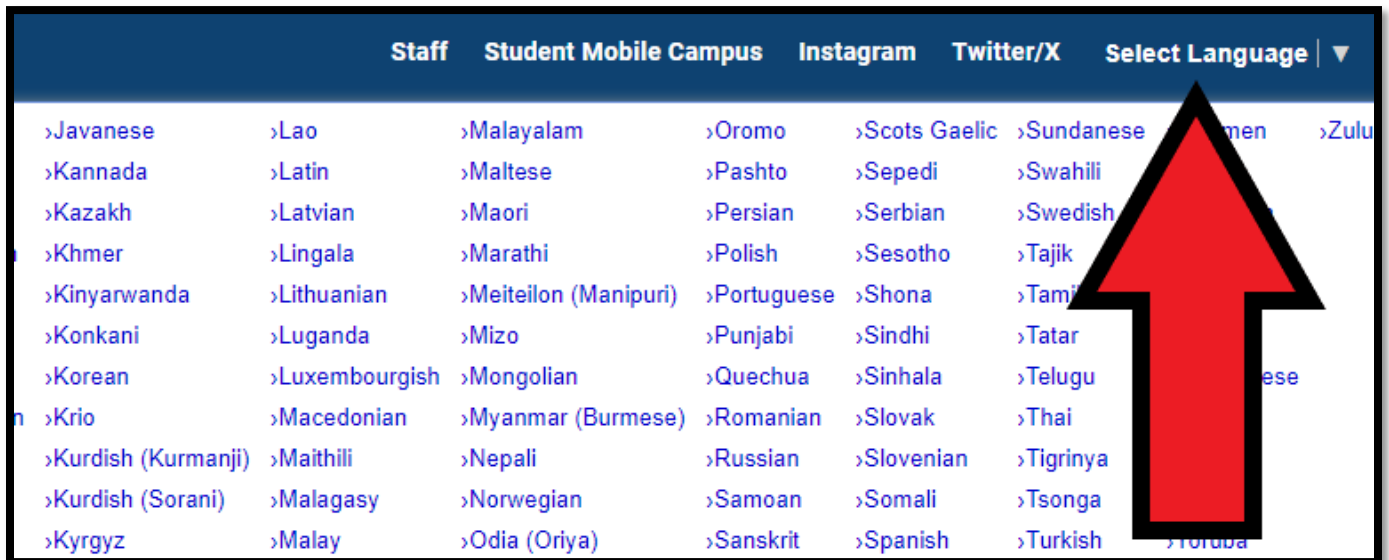 Staff Student Mobile Campus Instagram Twitter/X Select Language | ▼
›Javanese ›Lao ›Malayalam ›Oromo ›Scots Gaelic ›Sundanese ›Zulu
›Kannada ›Latin ›Maltese ›Pashto ›Sepedi ›Swahili
›Kazakh ›Latvian ›Maori ›Persian ›Serbian ›Swedish
›Khmer ›Lingala ›Marathi ›Polish ›Sesotho ›Tajik
›Kinyarwanda ›Lithuanian ›Meiteilon (Manipuri) ›Portuguese ›Shona
›Konkani ›Luganda ›Mizo ›Punjabi ›Sindhi ›Tatar
›Korean ›Luxembourgish ›Mongolian ›Quechua ›Sinhala ›Telugu
›Krio ›Macedonian ›Myanmar (Burmese) ›Romanian ›Slovak ›Thai
›Kurdish (Kurmanji) ›Maithili ›Nepali ›Russian ›Slovenian ›Tigrinya
›Kurdish (Sorani) ›Malagasy ›Norwegian ›Samoan ›Somali ›Tsonga
›Kyrgyz ›Malay ›Odia (Oriya) ›Sanskrit ›Spanish ›Turkish ›Yoruba